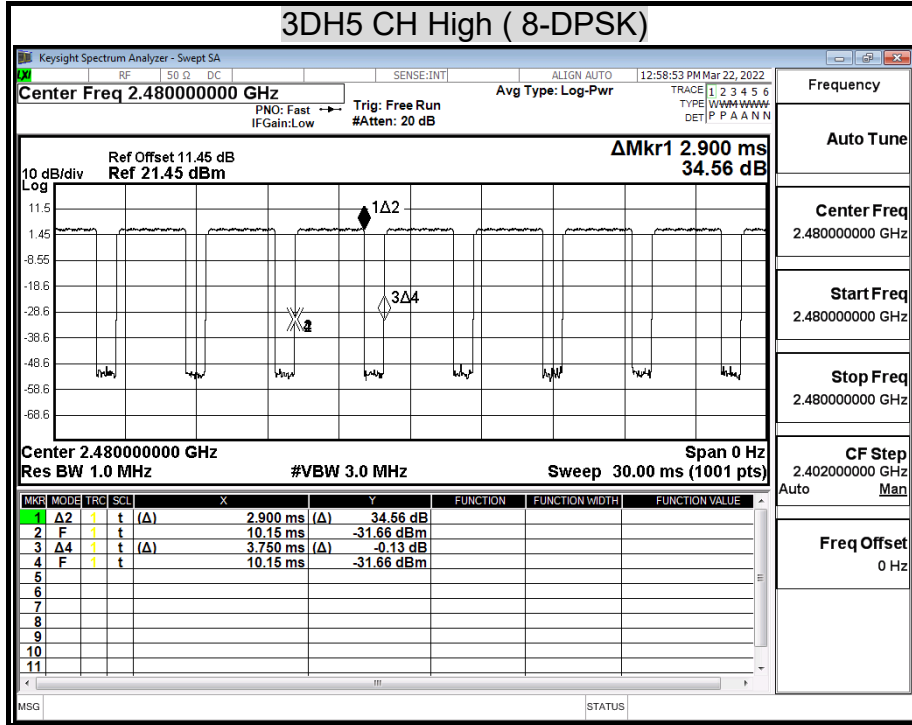 3DH5 CH High ( 8-DPSK)
Keysight Spectrum Analyzer - Swept SA
LXI RF 50 Ω DC SENSE:INT ALIGN AUTO 12:58:53 PM Mar 22, 2022
Center Freq 2.480000000 GHz
PNO: Fast
IFGain:Low
Trig: Free Run
#Atten: 20 dB
Avg Type: Log-Pwr
TRACE 1 2 3 4 5 6
TYPE WWMWWWW
DET P P A A N N
ΔMkr1 2.900 ms
34.56 dB
Ref Offset 11.45 dB
10 dB/div Ref 21.45 dBm
Log
11.5
1.45
-8.55
-18.6
-28.6
-38.6
-48.6
-58.6
-68.6
1Δ2
3Δ4
Center 2.480000000 GHz Span 0 Hz
Res BW 1.0 MHz #VBW 3.0 MHz Sweep 30.00 ms (1001 pts)
MKR MODE TRC SCL X Y FUNCTION FUNCTION WIDTH FUNCTION VALUE
1 Δ2 1 t (Δ) 2.900 ms (Δ) 34.56 dB
2 F 1 t 10.15 ms -31.66 dBm
3 Δ4 1 t (Δ) 3.750 ms (Δ) -0.13 dB
4 F 1 t 10.15 ms -31.66 dBm
5
6
7
8
9
10
11
MSG STATUS
Frequency
Auto Tune
Center Freq
2.480000000 GHz
Start Freq
2.480000000 GHz
Stop Freq
2.480000000 GHz
CF Step
2.402000000 GHz
Auto Man
Freq Offset
0 Hz